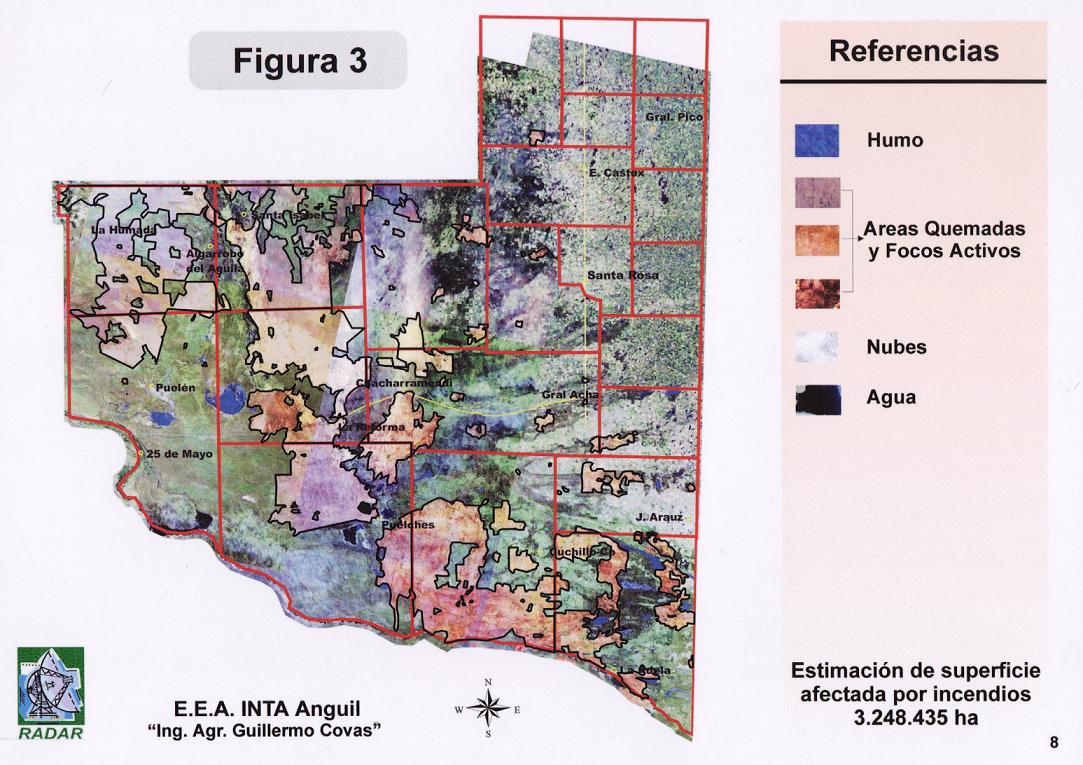 Figura 3
Referencias
Humo
Areas Quemadas
y Focos Activos
Nubes
Agua
Estimación de superficie
afectada por incendios
3.248.435 ha
8
Gral. Pico
E. Castex
Santa Isabel
La Humada
Algarrobo
del Aguila
Santa Rosa
Puelén
Chacharramendi
Gral Acha
La Reforma
25 de Mayo
J. Arauz
Puelches
Cuchillo Co
La Adela
N
W
E
S
RADAR
E.E.A. INTA Anguil
“Ing. Agr. Guillermo Covas”